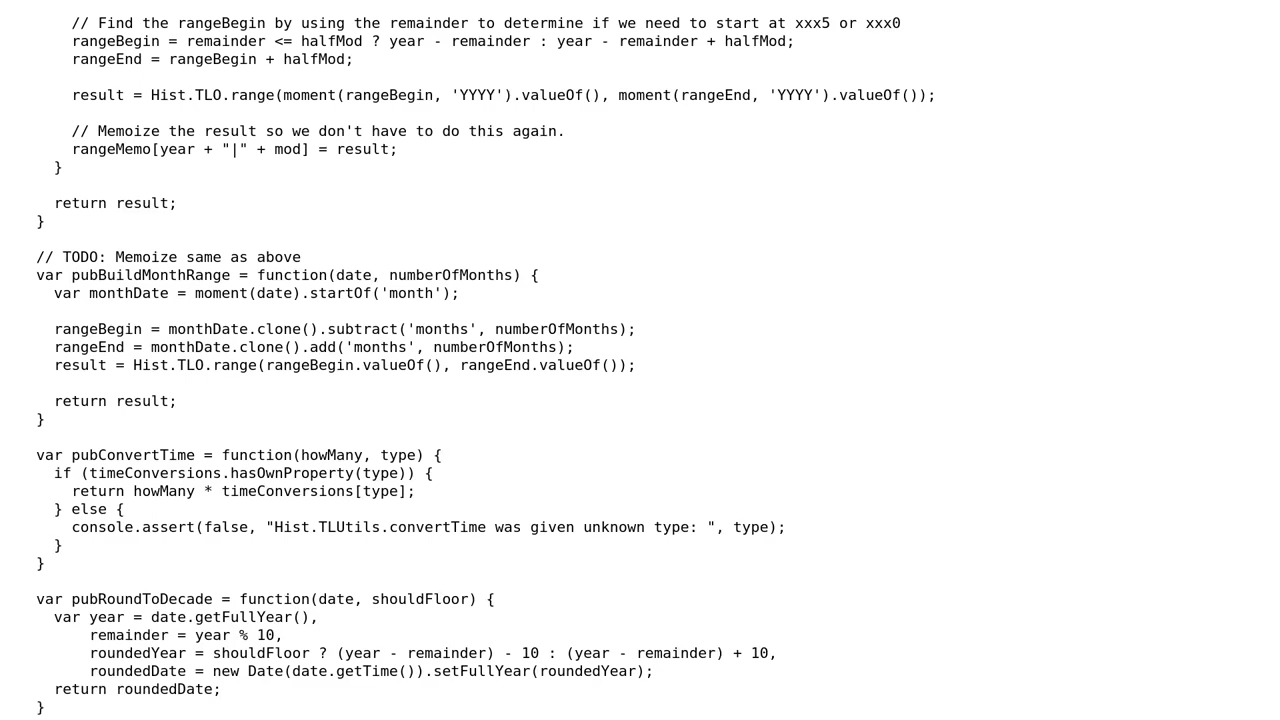 // Find the rangeBegin by using the remainder to determine if we need to start at xxx5 or xxx0
rangeBegin = remainder <= halfMod ? year - remainder : year - remainder + halfMod;
rangeEnd = rangeBegin + halfMod;
result = Hist.TLO.range(moment(rangeBegin, 'YYYY').valueOf(), moment(rangeEnd, 'YYYY').valueOf());
// Memoize the result so we don't have to do this again.
rangeMemo[year + "|" + mod] = result;
}
return result;
}
// TODO: Memoize same as above
var pubBuildMonthRange = function(date, numberOfMonths) {
var monthDate = moment(date).startOf('month');
rangeBegin = monthDate.clone().subtract('months', numberOfMonths);
rangeEnd = monthDate.clone().add('months', numberOfMonths);
result = Hist.TLO.range(rangeBegin.valueOf(), rangeEnd.valueOf());
return result;
}
var pubConvertTime = function(howMany, type) {
if (timeConversions.hasOwnProperty(type)) {
return howMany * timeConversions[type];
} else {
console.assert(false, "Hist.TLUtils.convertTime was given unknown type: ", type);
}
}
var pubRoundToDecade = function(date, shouldFloor) {
var year = date.getFullYear(),
remainder = year % 10,
roundedYear = shouldFloor ? (year - remainder) - 10 : (year - remainder) + 10,
roundedDate = new Date(date.getTime()).setFullYear(roundedYear);
return roundedDate;
}